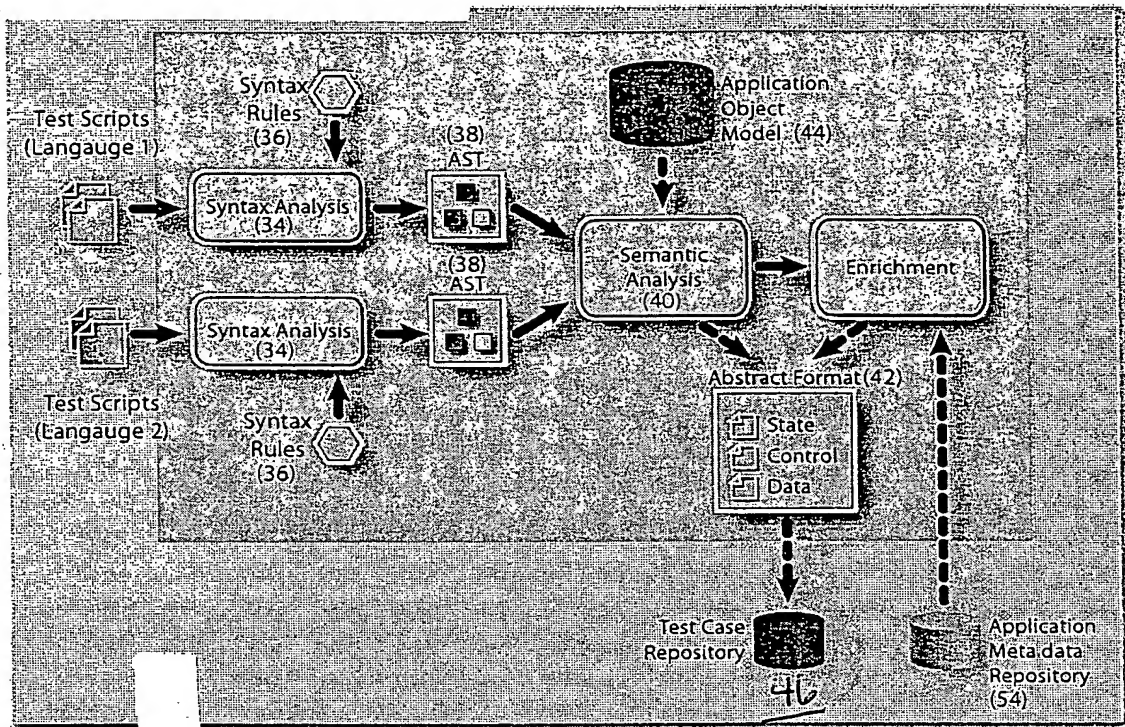 Syntax
Rules
(36)
Application
Object
Model (44)
Test Scripts
(Langauge 1)
(38)
AST
Syntax Analysis
(34)
Semantic
Analysis
(40)
Enrichment
(38)
AST
Syntax Analysis
(34)
Test Scripts
(Langauge 2)
Syntax
Rules
(36)
Abstract Format (42)
State
Control
Data
Test Case
Repository
46
Application
Meta data
Repository
(54)